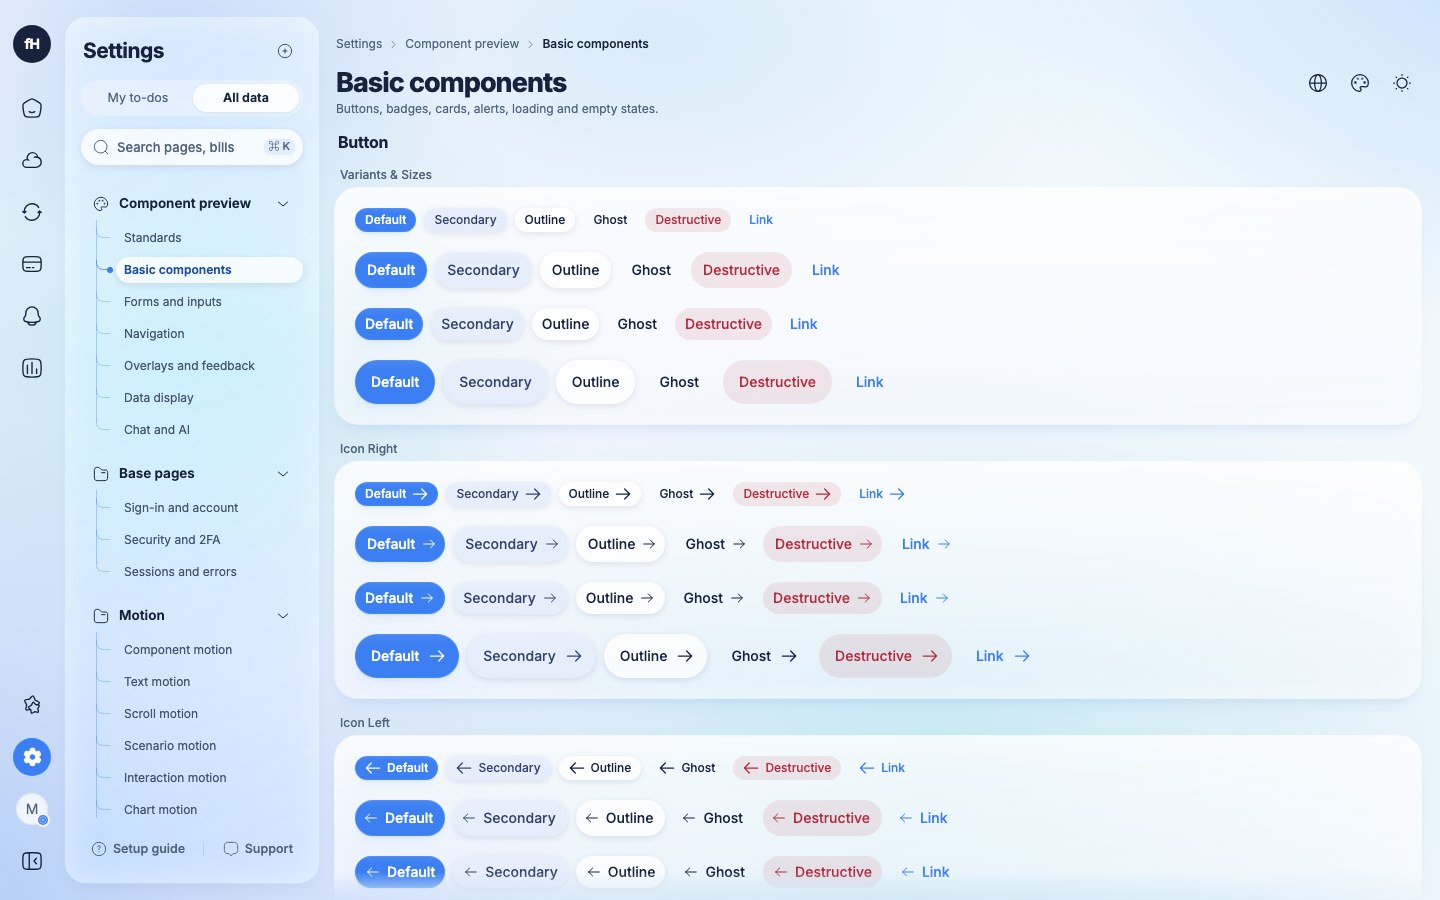 fH
Settings
My to-dos
All data
Search pages, bills
⌘ K
Component preview
Standards
Basic components
Forms and inputs
Navigation
Overlays and feedback
Data display
Chat and AI
Base pages
Sign-in and account
Security and 2FA
Sessions and errors
Motion
Component motion
Text motion
Scroll motion
Scenario motion
Interaction motion
Chart motion
M
Setup guide
Support
Settings > Component preview > Basic components
Basic components
Buttons, badges, cards, alerts, loading and empty states.
Button
Variants & Sizes
Default Secondary Outline Ghost Destructive Link
Default Secondary Outline Ghost Destructive Link
Default Secondary Outline Ghost Destructive Link
Default Secondary Outline Ghost Destructive Link
Icon Right
Default → Secondary → Outline → Ghost → Destructive → Link →
Default → Secondary → Outline → Ghost → Destructive → Link →
Default → Secondary → Outline → Ghost → Destructive → Link →
Default → Secondary → Outline → Ghost → Destructive → Link →
Icon Left
← Default ← Secondary ← Outline ← Ghost ← Destructive ← Link
← Default ← Secondary ← Outline ← Ghost ← Destructive ← Link
← Default ← Secondary ← Outline ← Ghost ← Destructive ← Link